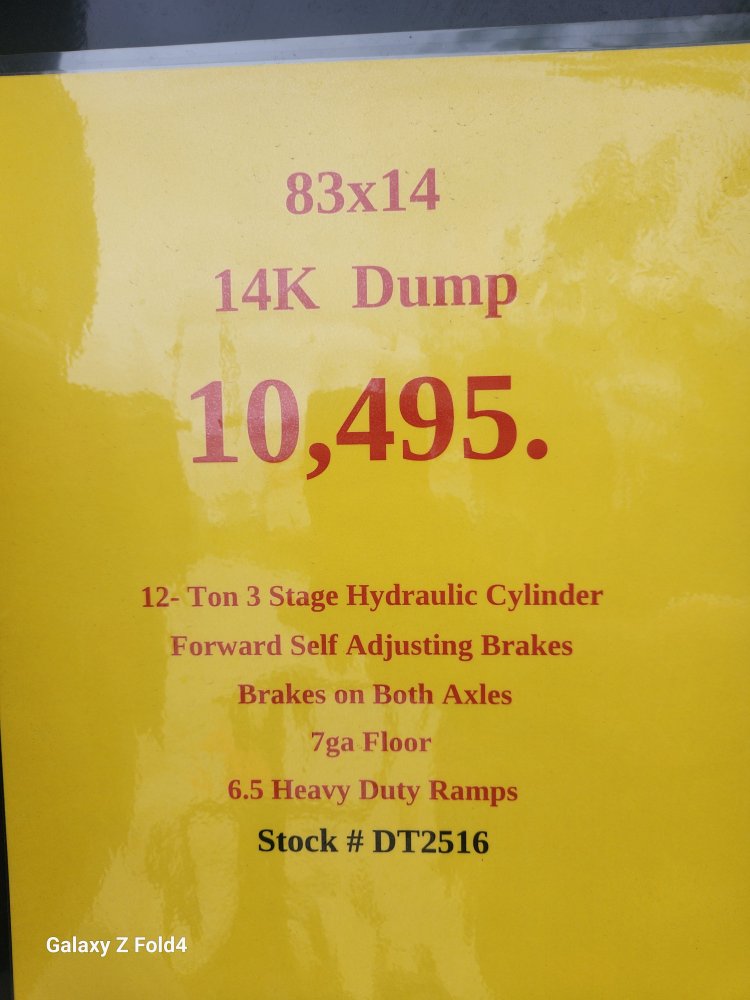 83x14
14K Dump
10,495.
12- Ton 3 Stage Hydraulic Cylinder
Forward Self Adjusting Brakes
Brakes on Both Axles
7ga Floor
6.5 Heavy Duty Ramps
Stock # DT2516
Galaxy Z Fold4